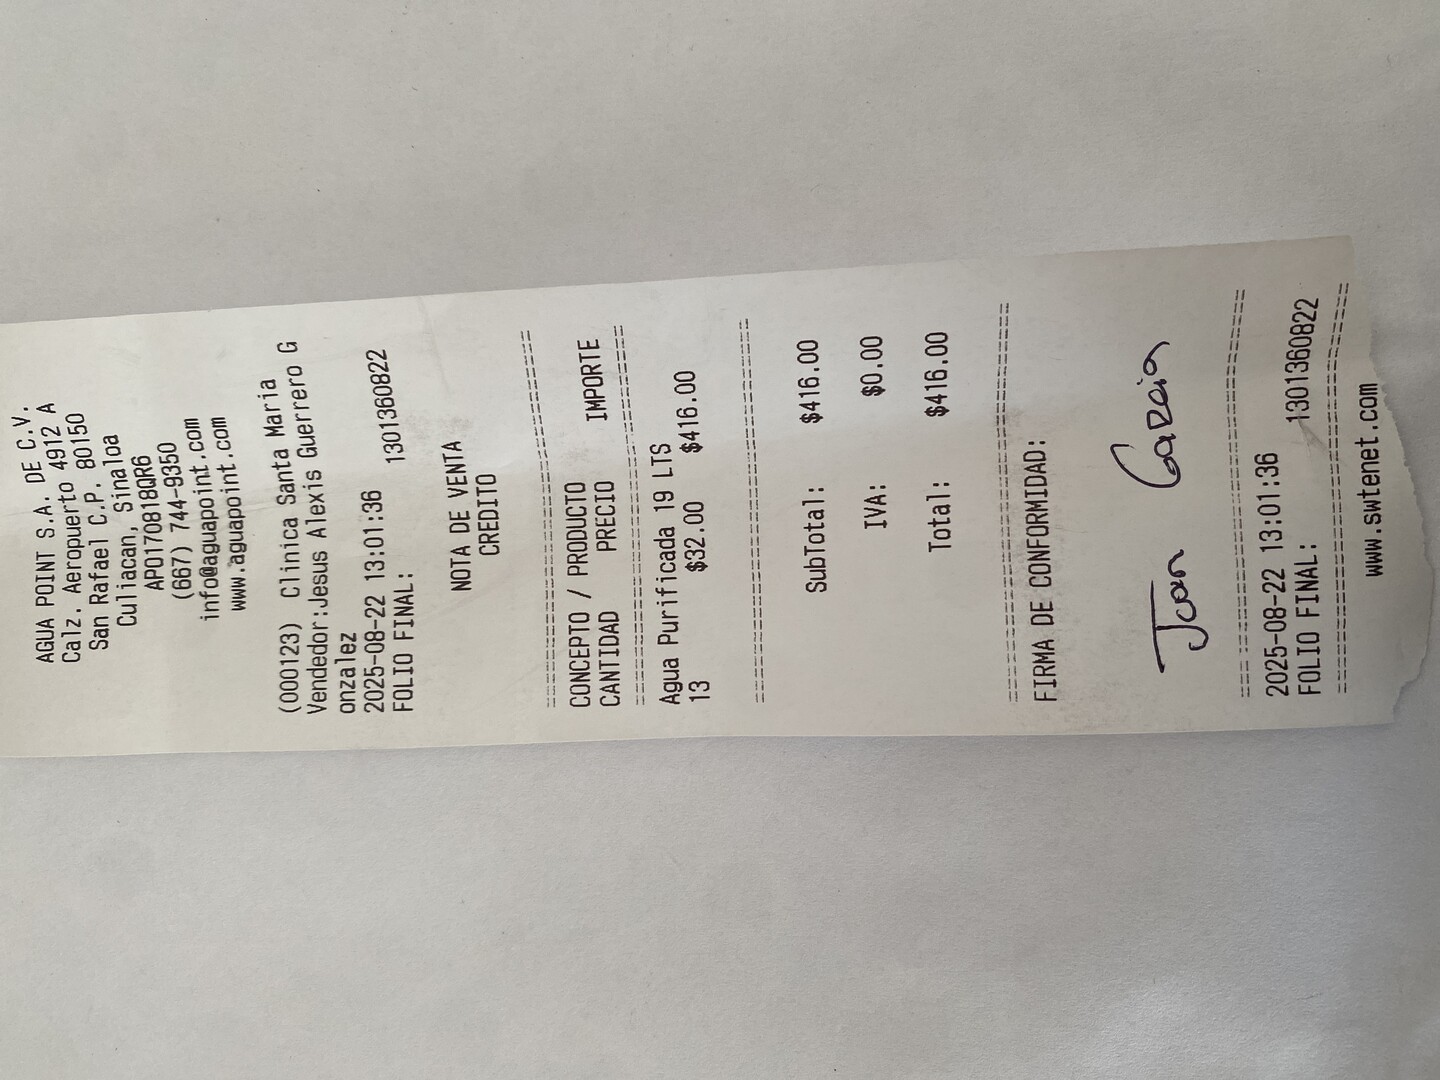 AGUA POINT S.A. DE C.V.
Calz. Aeropuerto 4912 A
San Rafael C.P. 80150
Culiacan, Sinaloa
APO170818QR6
(667) 744-9350
info@aguapoint.com
www.aguapoint.com
(000123) Clinica Santa Maria
Vendedor:Jesus Alexis Guerrero G
onzalez
2025-08-22 13:01:36
FOLIO FINAL: 1301360822
NOTA DE VENTA
CREDITO
================================
CONCEPTO / PRODUCTO
CANTIDAD PRECIO IMPORTE
================================
Agua Purificada 19 LTS
13 $32.00 $416.00
================================
SubTotal: $416.00
IVA: $0.00
Total: $416.00
================================
FIRMA DE CONFORMIDAD:
Juan Garcia
================================
2025-08-22 13:01:36
FOLIO FINAL: 1301360822
================================
www.swtenet.com